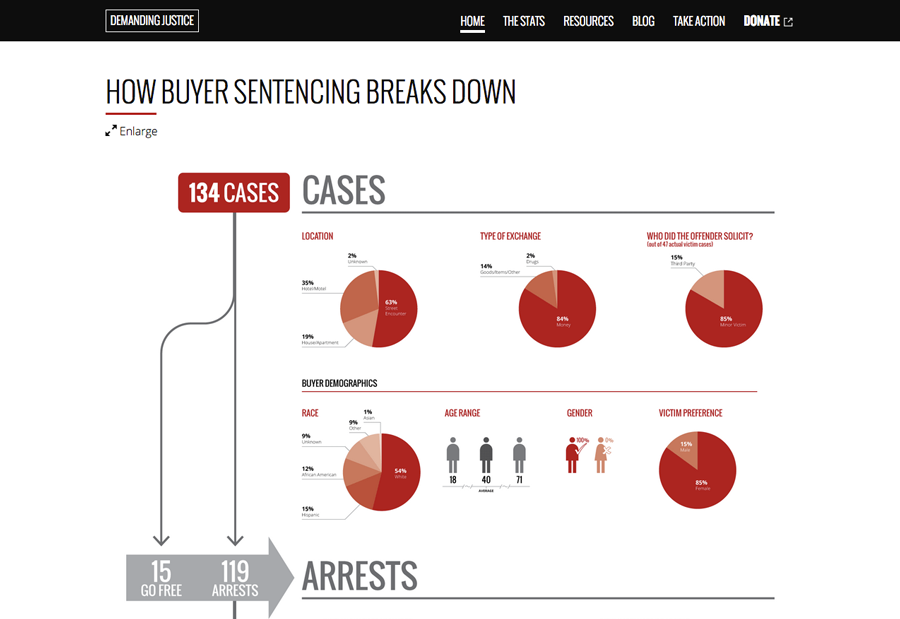 DEMANDING JUSTICE
HOME THE STATS RESOURCES BLOG TAKE ACTION DONATE
HOW BUYER SENTENCING BREAKS DOWN
Enlarge
134 CASES
CASES
LOCATION
2%
Unknown
35%
Hotel/Motel
63%
Street
Encounter
19%
House/Apartment
TYPE OF EXCHANGE
2%
Drugs
14%
Goods/Items/Other
84%
Money
WHO DID THE OFFENDER SOLICIT?
(out of 47 actual victim cases)
15%
Third-Party
85%
Minor Victim
BUYER DEMOGRAPHICS
RACE
1%
Asian
9%
Other
9%
Unknown
12%
African American
54%
White
15%
Hispanic
AGE RANGE
18 40 71
AVERAGE
GENDER
100% 0%
VICTIM PREFERENCE
15%
Male
85%
Female
15
GO FREE
119
ARRESTS
ARRESTS